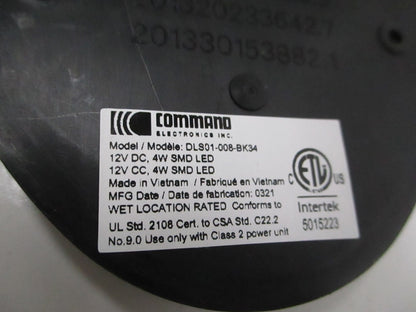 201320233642.1
201330153882.1
COMMAND
ELECTRONICS INC.
Model / Modèle: DLS01-008-BK34
12V DC, 4W SMD LED
12V CC, 4W SMD LED
Made in Vietnam / Fabriqué en Vietnam
MFG Date / Date de fabrication: 0321
WET LOCATION RATED Conforms to
UL Std. 2108 Cert. to CSA Std. C22.2
No.9.0 Use only with Class 2 power unit
C ETL US
Intertek
5015223